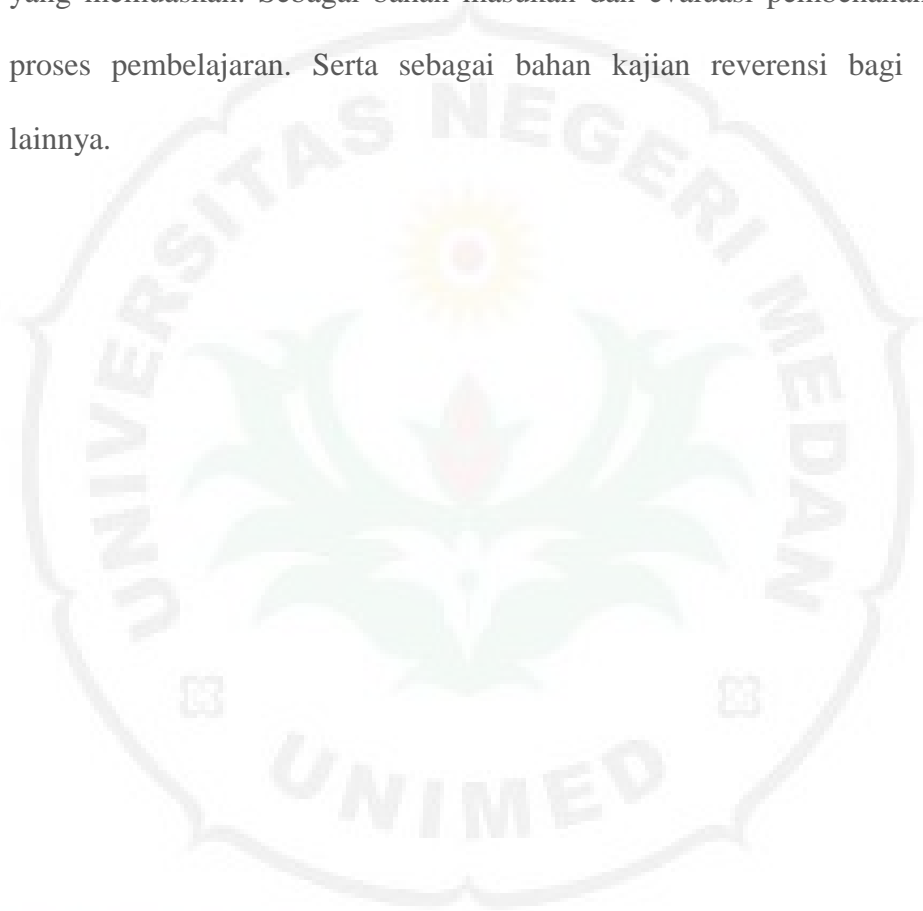 yang memuaskan. Sebagai bahan masukan dan evaluasi pembenahan
proses pembelajaran. Serta sebagai bahan kajian reverensi bagi
lainnya.
UNIVERSITAS NEGERI MEDAN
UNIMED